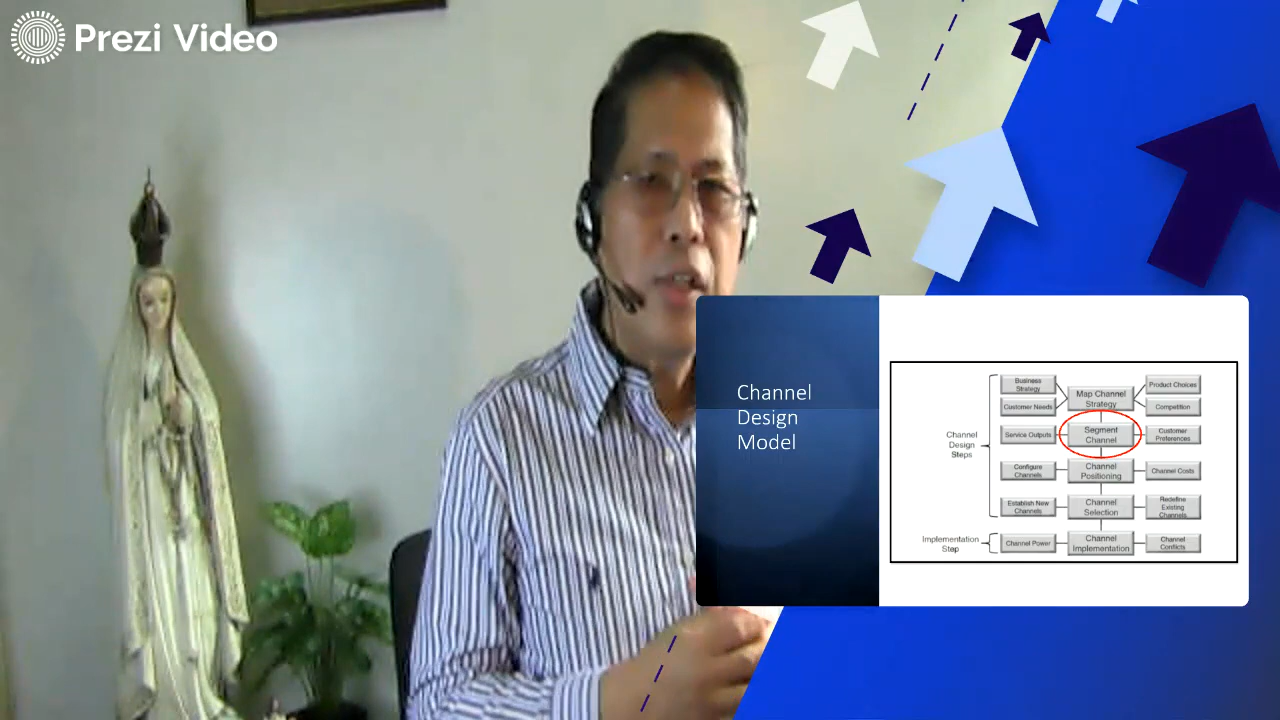 Prezi Video
Channel
Design
Model
Business
Strategy
Map Channel
Strategy
Product Choices
Customer Needs
Competition
Service Outputs
Segment
Channel
Customer
Preferences
Channel
Design
Steps
Configure
Channels
Channel
Positioning
Channel Costs
Establish New
Channels
Channel
Selection
Redefine
Existing
Channels
Implementation
Step
Channel Power
Channel
Implementation
Channel
Conflicts